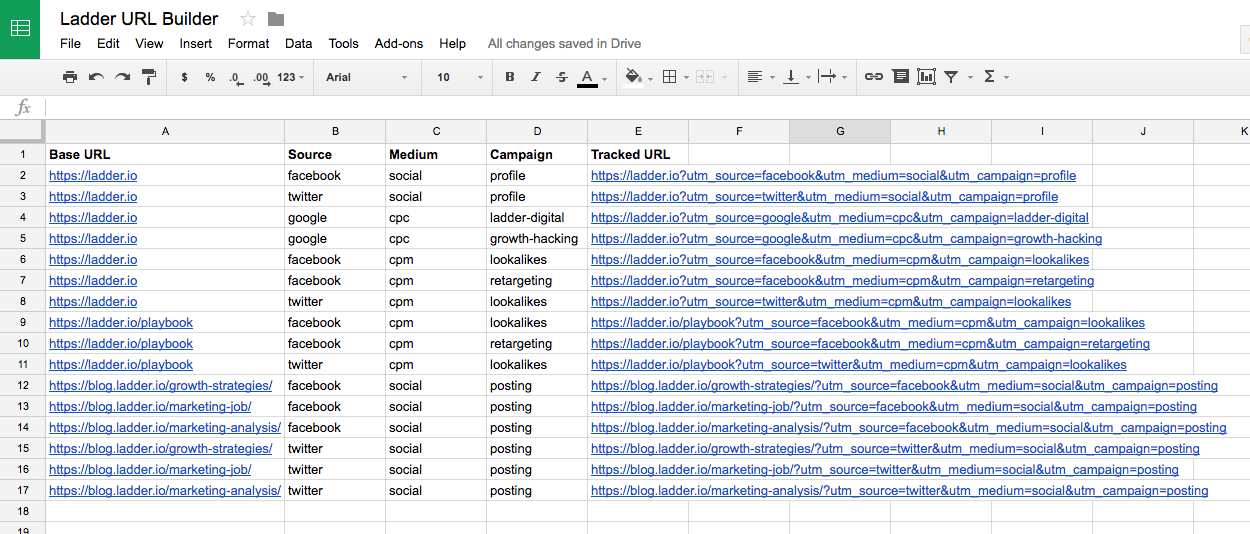 Ladder URL Builder
File Edit View Insert Format Data Tools Add-ons Help All changes saved in Drive
$ % .0 .00 123 Arial 10 B I S A Σ
fx
A B C D E F G H I J K
1 Base URL Source Medium Campaign Tracked URL
2 https://ladder.io facebook social profile https://ladder.io?utm_source=facebook&utm_medium=social&utm_campaign=profile
3 https://ladder.io twitter social profile https://ladder.io?utm_source=twitter&utm_medium=social&utm_campaign=profile
4 https://ladder.io google cpc ladder-digital https://ladder.io?utm_source=google&utm_medium=cpc&utm_campaign=ladder-digital
5 https://ladder.io google cpc growth-hacking https://ladder.io?utm_source=google&utm_medium=cpc&utm_campaign=growth-hacking
6 https://ladder.io facebook cpm lookalikes https://ladder.io?utm_source=facebook&utm_medium=cpm&utm_campaign=lookalikes
7 https://ladder.io facebook cpm retargeting https://ladder.io?utm_source=facebook&utm_medium=cpm&utm_campaign=retargeting
8 https://ladder.io twitter cpm lookalikes https://ladder.io?utm_source=twitter&utm_medium=cpm&utm_campaign=lookalikes
9 https://ladder.io/playbook facebook cpm lookalikes https://ladder.io/playbook?utm_source=facebook&utm_medium=cpm&utm_campaign=lookalikes
10 https://ladder.io/playbook facebook cpm retargeting https://ladder.io/playbook?utm_source=facebook&utm_medium=cpm&utm_campaign=retargeting
11 https://ladder.io/playbook twitter cpm lookalikes https://ladder.io/playbook?utm_source=twitter&utm_medium=cpm&utm_campaign=lookalikes
12 https://blog.ladder.io/growth-strategies/ facebook social posting https://blog.ladder.io/growth-strategies/?utm_source=facebook&utm_medium=social&utm_campaign=posting
13 https://blog.ladder.io/marketing-job/ facebook social posting https://blog.ladder.io/marketing-job/?utm_source=facebook&utm_medium=social&utm_campaign=posting
14 https://blog.ladder.io/marketing-analysis/ facebook social posting https://blog.ladder.io/marketing-analysis/?utm_source=facebook&utm_medium=social&utm_campaign=posting
15 https://blog.ladder.io/growth-strategies/ twitter social posting https://blog.ladder.io/growth-strategies/?utm_source=twitter&utm_medium=social&utm_campaign=posting
16 https://blog.ladder.io/marketing-job/ twitter social posting https://blog.ladder.io/marketing-job/?utm_source=twitter&utm_medium=social&utm_campaign=posting
17 https://blog.ladder.io/marketing-analysis/ twitter social posting https://blog.ladder.io/marketing-analysis/?utm_source=twitter&utm_medium=social&utm_campaign=posting
18
19